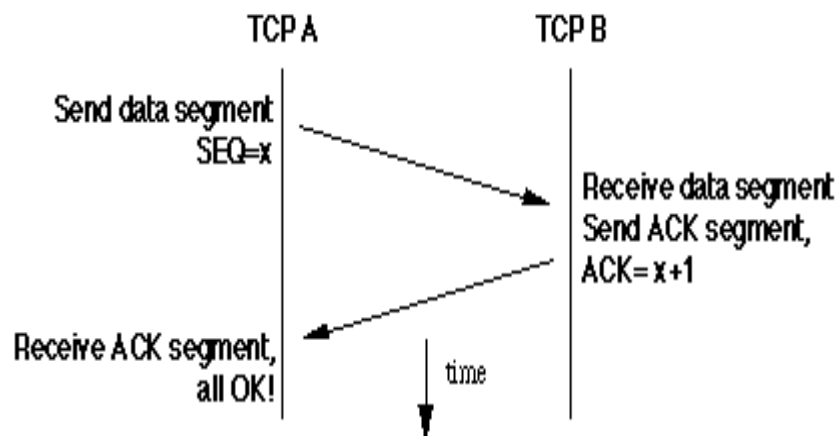 TCP A
TCP B
Send data segment
SEQ=x
Receive data segment
Send ACK segment,
ACK= x+1
Receive ACK segment,
all OK!
time